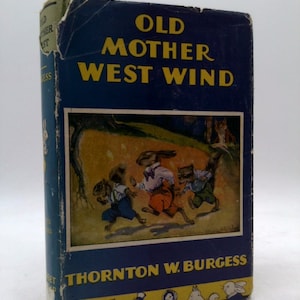 OLD
MOTHER
WEST WIND
THORNTON W. BURGESS